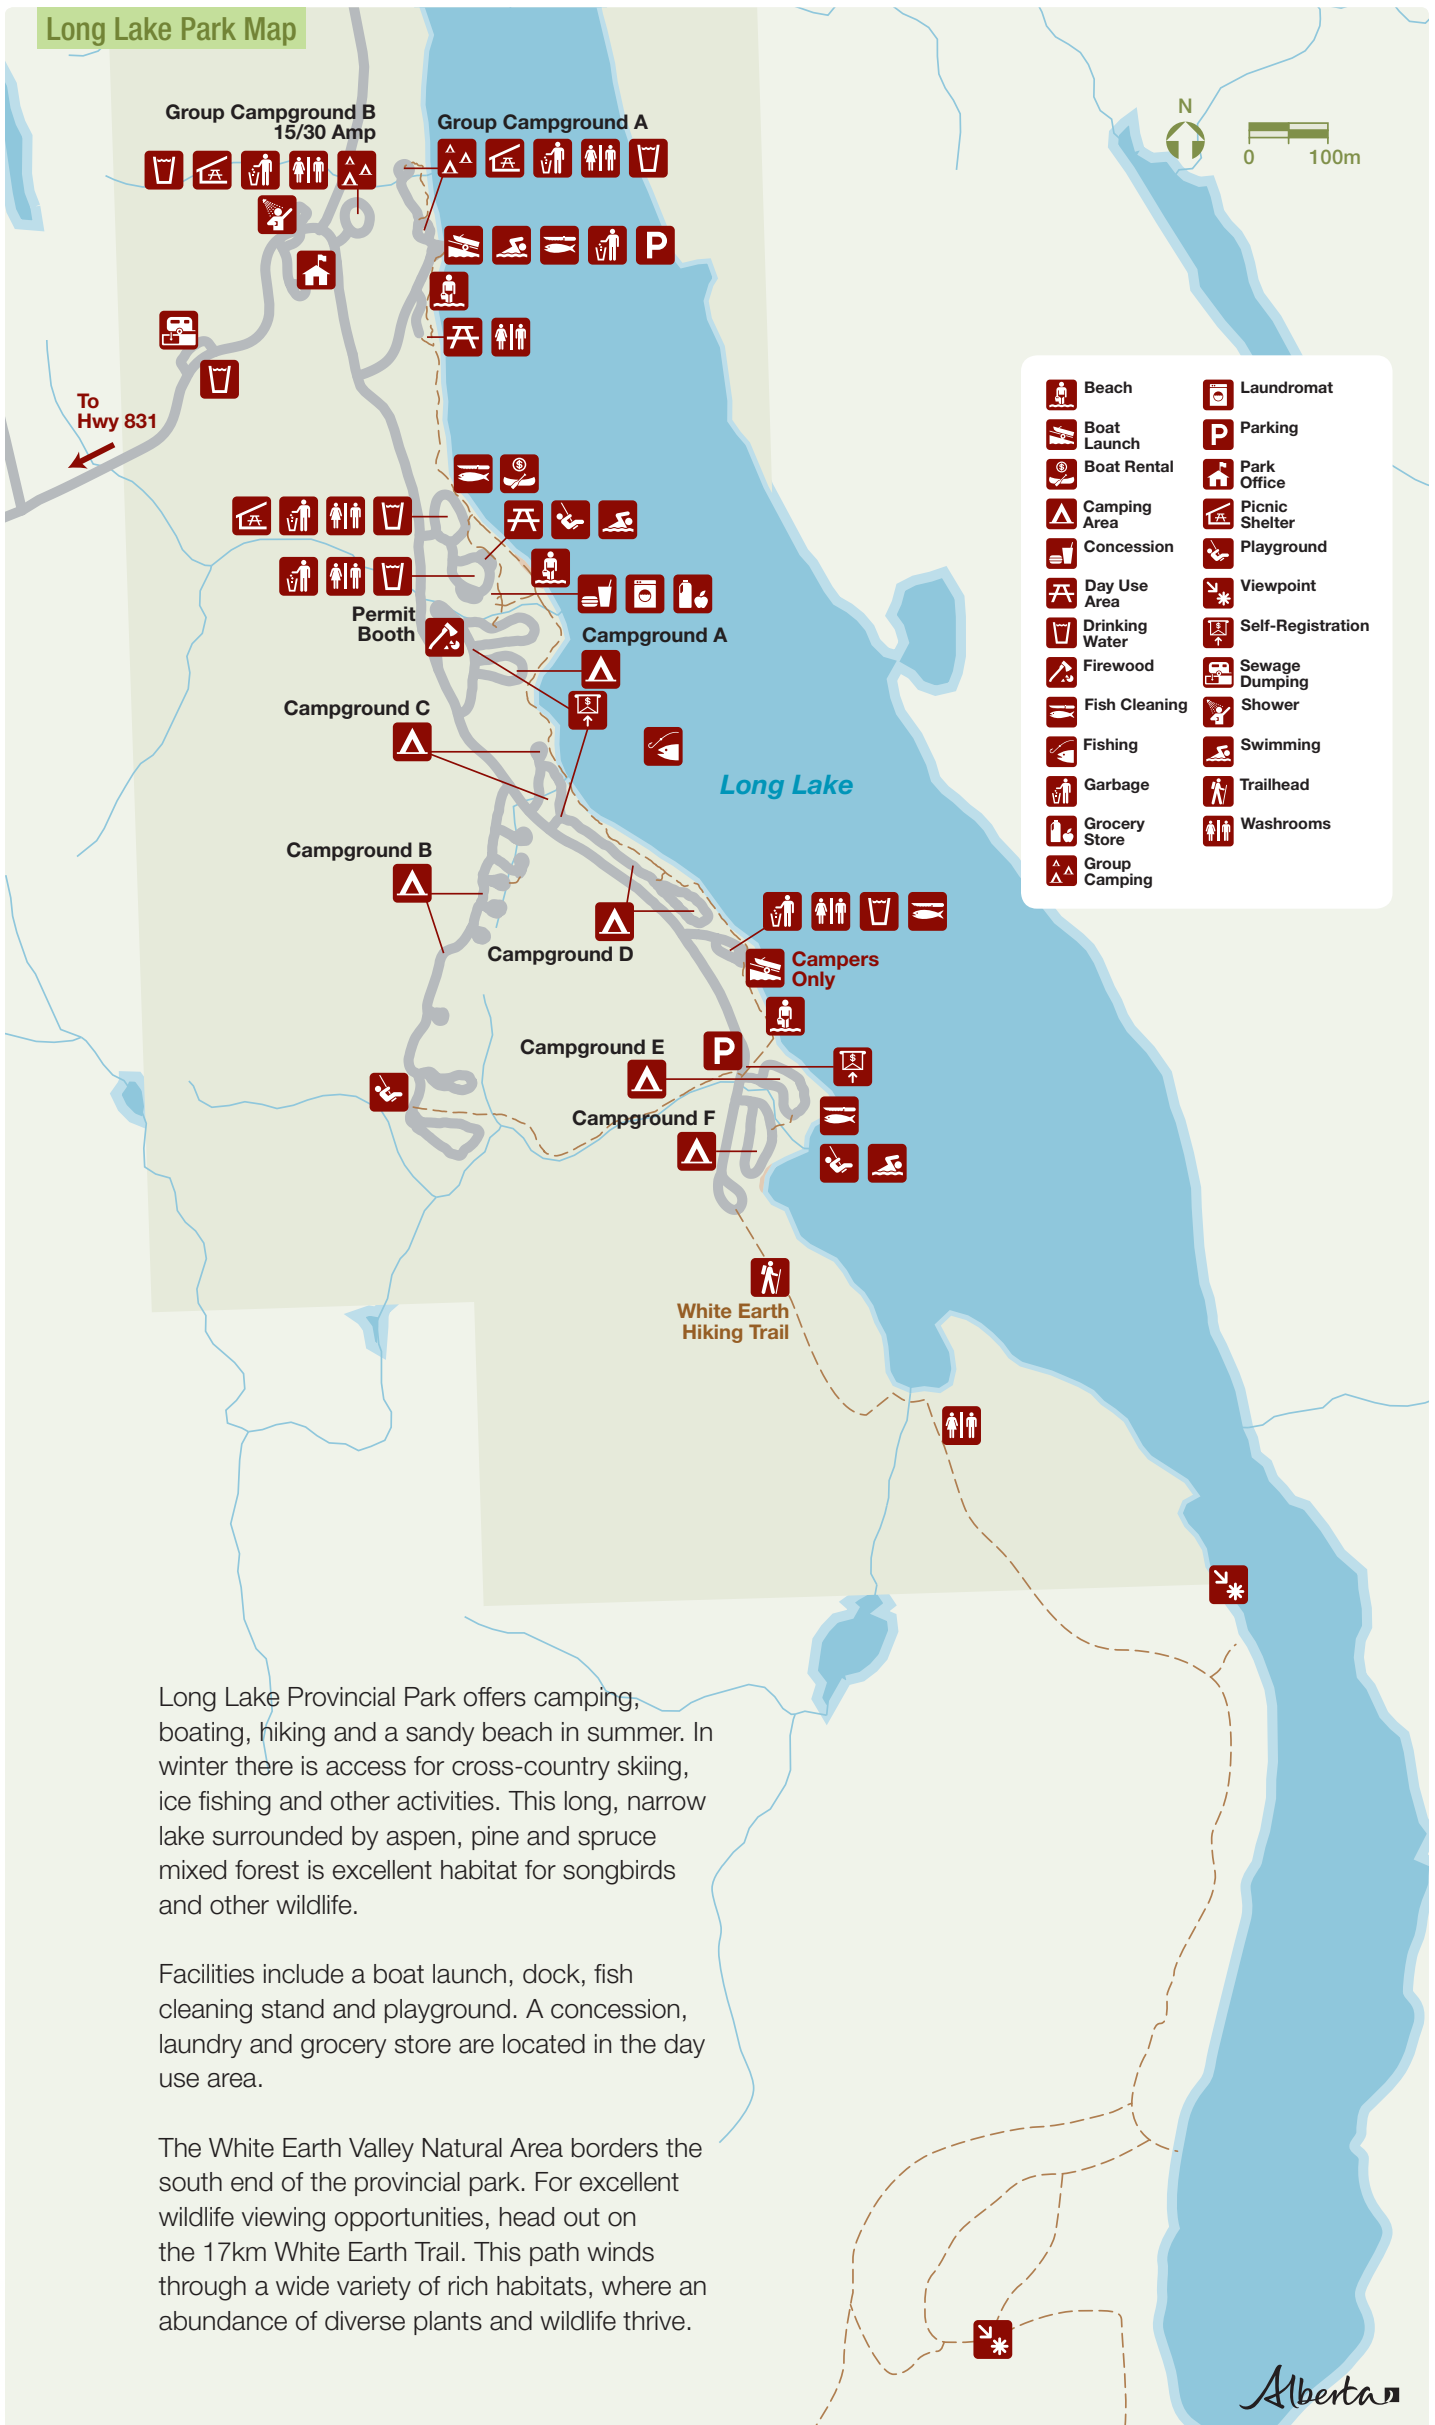 Long Lake Park Map
Group Campground B
15/30 Amp
Group Campground A
N
0 100m
P
To
Hwy 831
Permit
Booth
Campground A
Campground C
Long Lake
Campground B
Campground D
Campers
Only
Campground E
P
Campground F
White Earth
Hiking Trail
Beach
Boat
Launch
Boat Rental
Camping
Area
Concession
Day Use
Area
Drinking
Water
Firewood
Fish Cleaning
Fishing
Garbage
Grocery
Store
Group
Camping
Laundromat
P Parking
Park
Office
Picnic
Shelter
Playground
Viewpoint
Self-Registration
Sewage
Dumping
Shower
Swimming
Trailhead
Washrooms
Long Lake Provincial Park offers camping,
boating, hiking and a sandy beach in summer. In
winter there is access for cross-country skiing,
ice fishing and other activities. This long, narrow
lake surrounded by aspen, pine and spruce
mixed forest is excellent habitat for songbirds
and other wildlife.
Facilities include a boat launch, dock, fish
cleaning stand and playground. A concession,
laundry and grocery store are located in the day
use area.
The White Earth Valley Natural Area borders the
south end of the provincial park. For excellent
wildlife viewing opportunities, head out on
the 17km White Earth Trail. This path winds
through a wide variety of rich habitats, where an
abundance of diverse plants and wildlife thrive.
Alberta